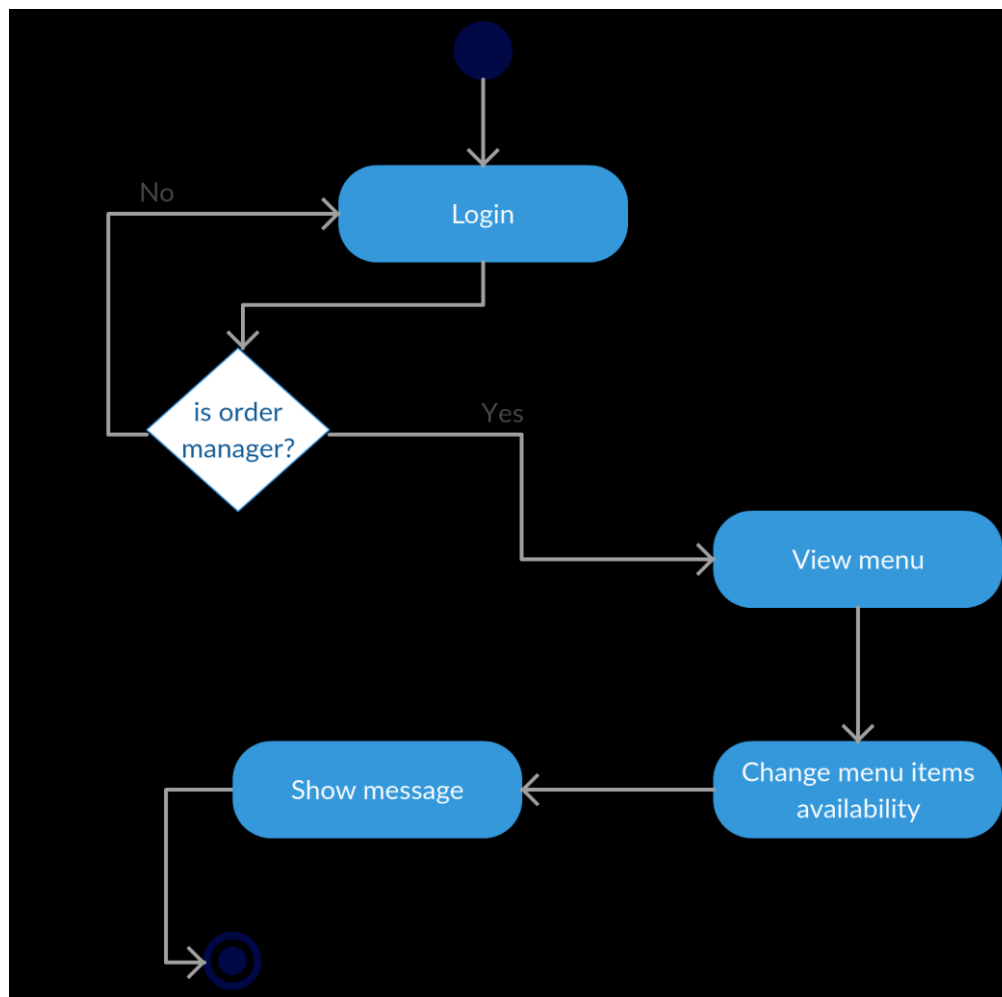 No
Login
is order
manager?
Yes
View menu
Change menu items
availability
Show message